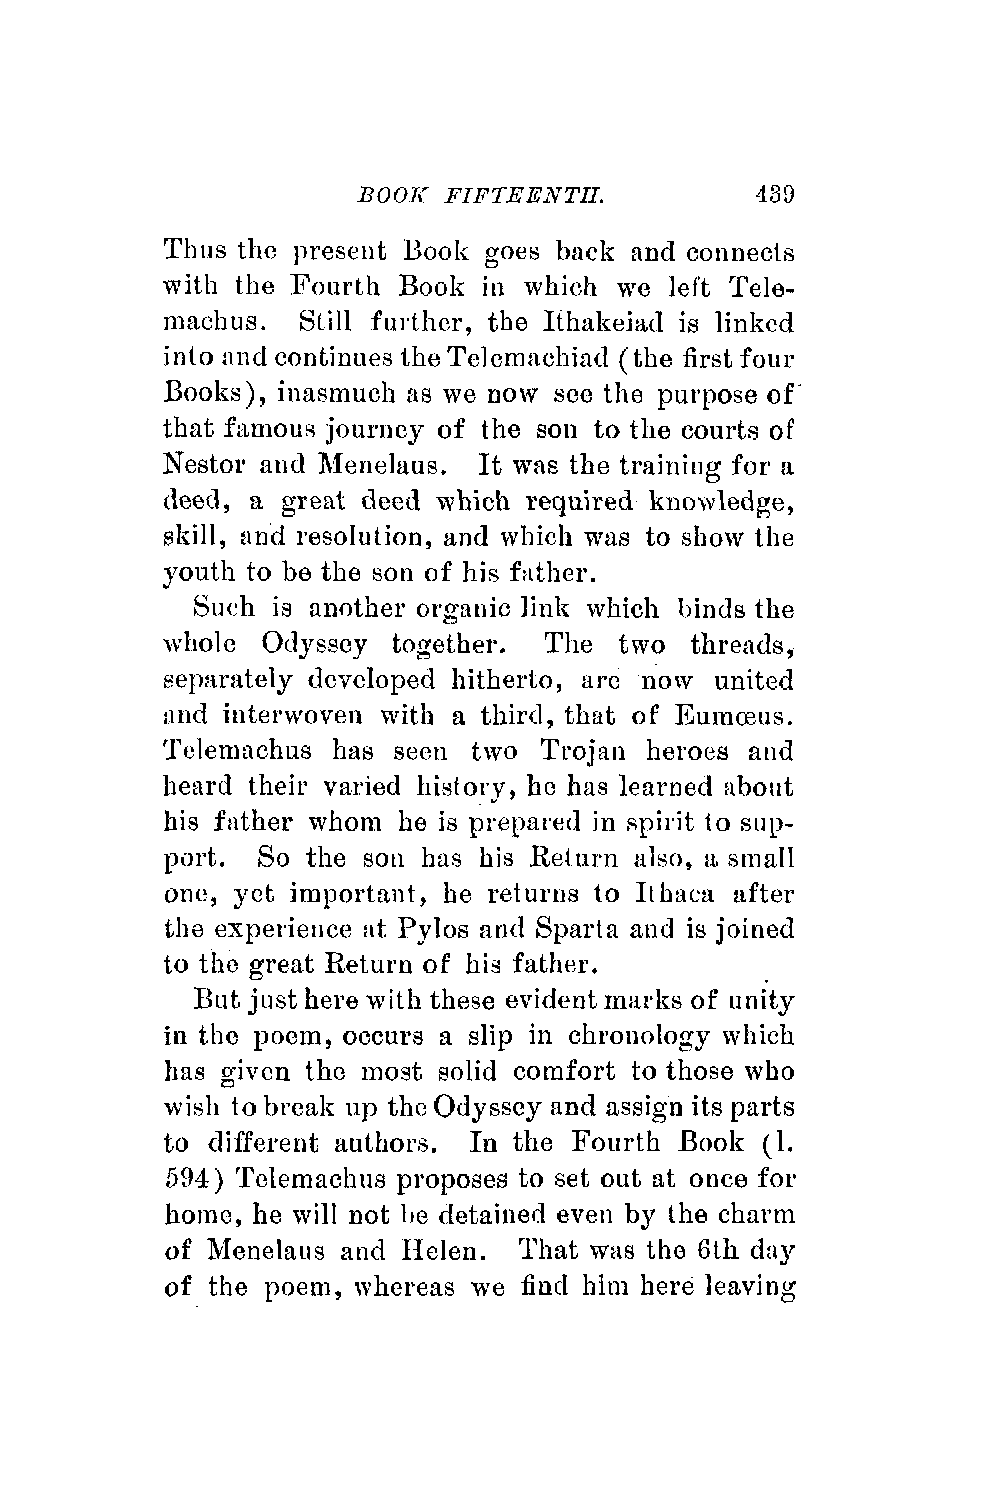 BOOK FIFTEENTH. 439
Thus the present Book goes back and connects
with the Fourth Book in which we left Tele-
machus. Still further, the Ithakeiad is linked
into and continues the Telemachiad (the first four
Books), inasmuch as we now see the purpose of
that famous journey of the son to the courts of
Nestor and Menelaus. It was the training for a
deed, a great deed which required knowledge,
skill, and resolution, and which was to show the
youth to be the son of his father.
Such is another organic link which binds the
whole Odyssey together. The two threads,
separately developed hitherto, are now united
and interwoven with a third, that of Eumœus.
Telemachus has seen two Trojan heroes and
heard their varied history, he has learned about
his father whom he is prepared in spirit to sup-
port. So the son has his Return also, a small
one, yet important, he returns to Ithaca after
the experience at Pylos and Sparta and is joined
to the great Return of his father.
But just here with these evident marks of unity
in the poem, occurs a slip in chronology which
has given the most solid comfort to those who
wish to break up the Odyssey and assign its parts
to different authors. In the Fourth Book (l.
594) Telemachus proposes to set out at once for
home, he will not be detained even by the charm
of Menelaus and Helen. That was the 6th day
of the poem, whereas we find him here leaving